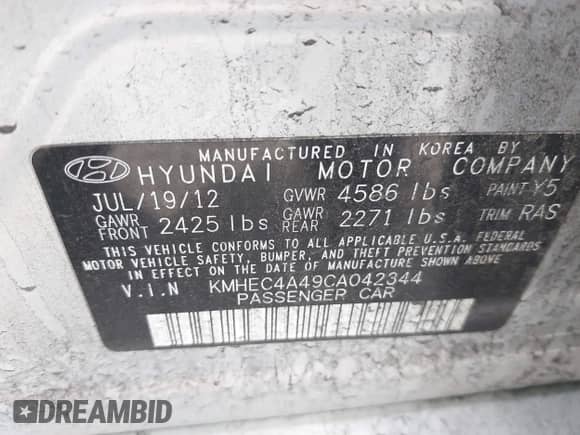 MANUFACTURED IN KOREA BY
HYUNDAI MOTOR COMPANY
JUL/19/12 GVWR 4586 lbs PAINT Y5
GAWR FRONT 2425 lbs GAWR REAR 2271 lbs TRIM RAS
THIS VEHICLE CONFORMS TO ALL APPLICABLE U.S.A. FEDERAL
MOTOR VEHICLE SAFETY, BUMPER, AND THEFT PREVENTION STANDARDS
IN EFFECT ON THE DATE OF MANUFACTURE SHOWN ABOVE.
V.I.N KMHEC4A49CA042344
PASSENGER CAR
DREAMBID